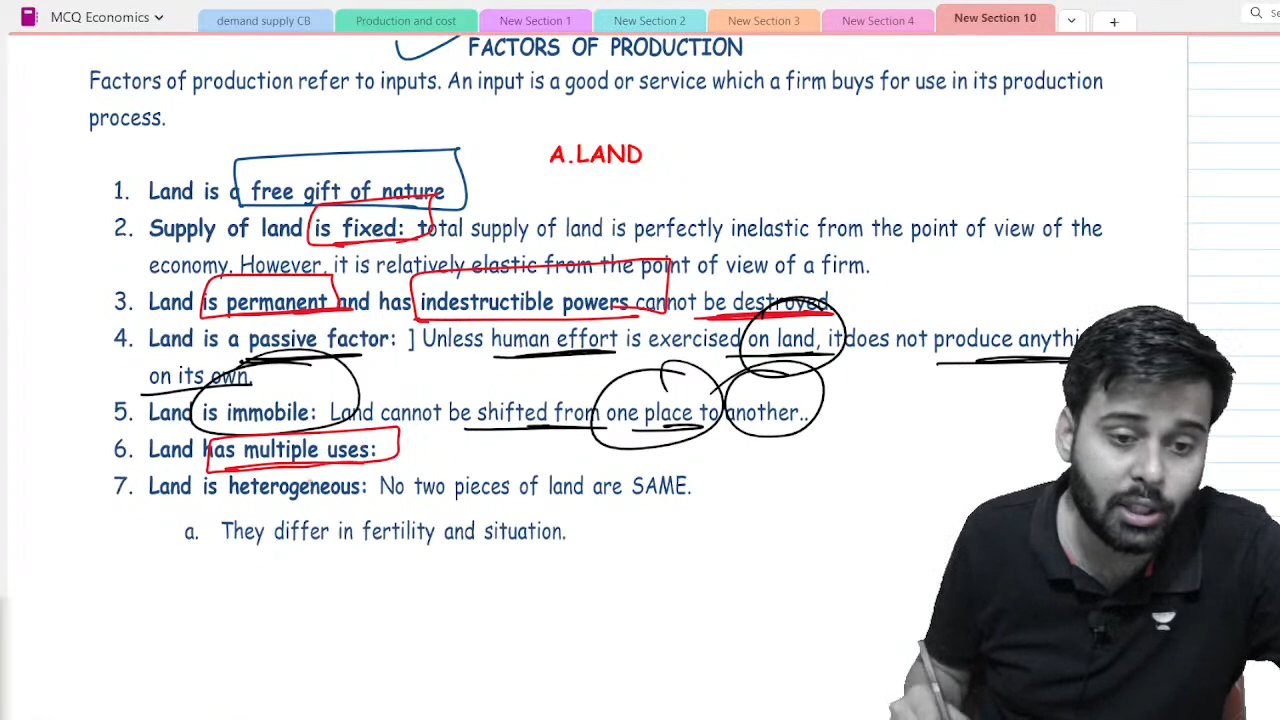 MCQ Economics
demand supply CB
Production and cost
New Section 1
New Section 2
New Section 3
New Section 4
New Section 10
FACTORS OF PRODUCTION
Factors of production refer to inputs. An input is a good or service which a firm buys for use in its production
process.
A.LAND
1. Land is a free gift of nature
2. Supply of land is fixed: total supply of land is perfectly inelastic from the point of view of the
economy. However, it is relatively elastic from the point of view of a firm.
3. Land is permanent and has indestructible powers cannot be destroyed
4. Land is a passive factor: ] Unless human effort is exercised on land, it does not produce anythi
on its own.
5. Land is immobile: Land cannot be shifted from one place to another..
6. Land has multiple uses:
7. Land is heterogeneous: No two pieces of land are SAME.
a. They differ in fertility and situation.